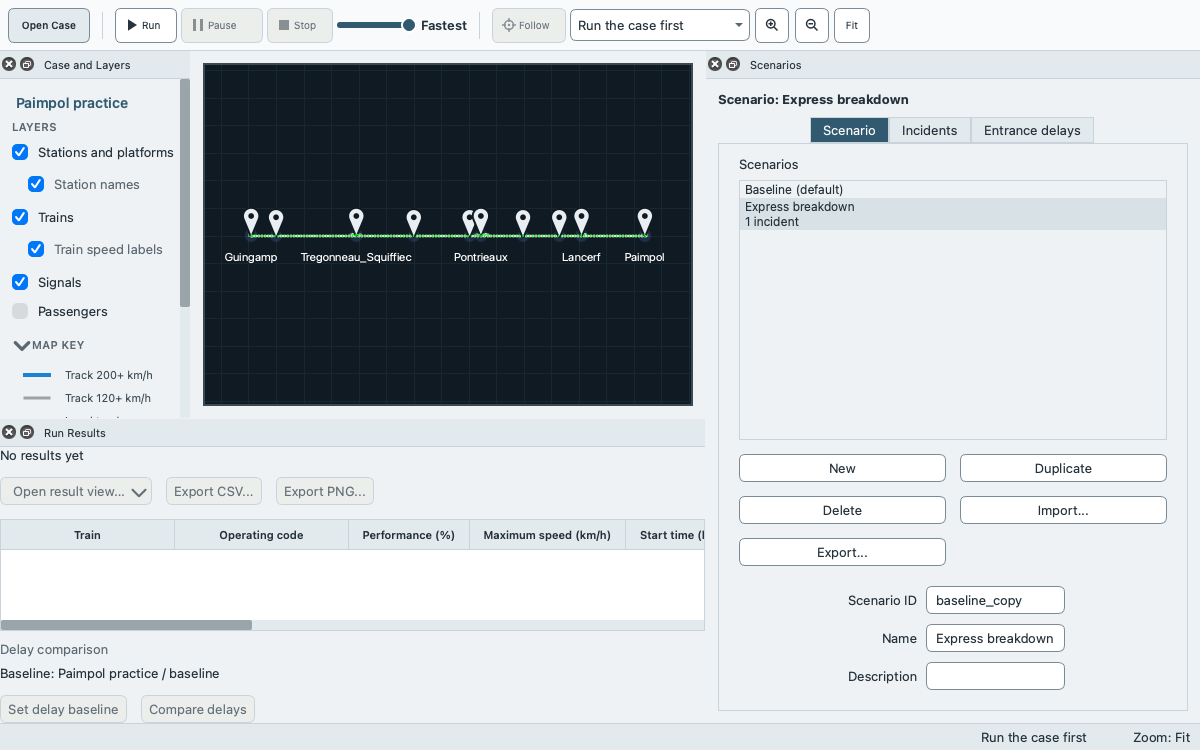 Open Case
Run
Pause
Stop
Fastest
Follow
Run the case first
Fit
Case and Layers
Paimpol practice
LAYERS
Stations and platforms
Station names
Trains
Train speed labels
Signals
Passengers
MAP KEY
Track 200+ km/h
Track 120+ km/h
Guingamp
Tregonneau_Squiffiec
Pontrieaux
Lancerf
Paimpol
Run Results
No results yet
Open result view...
Export CSV...
Export PNG...
Train
Operating code
Performance (%)
Maximum speed (km/h)
Start time (
Delay comparison
Baseline: Paimpol practice / baseline
Set delay baseline
Compare delays
Scenarios
Scenario: Express breakdown
Scenario
Incidents
Entrance delays
Scenarios
Baseline (default)
Express breakdown
1 incident
New
Duplicate
Delete
Import...
Export...
Scenario ID
baseline_copy
Name
Express breakdown
Description
Run the case first
Zoom: Fit